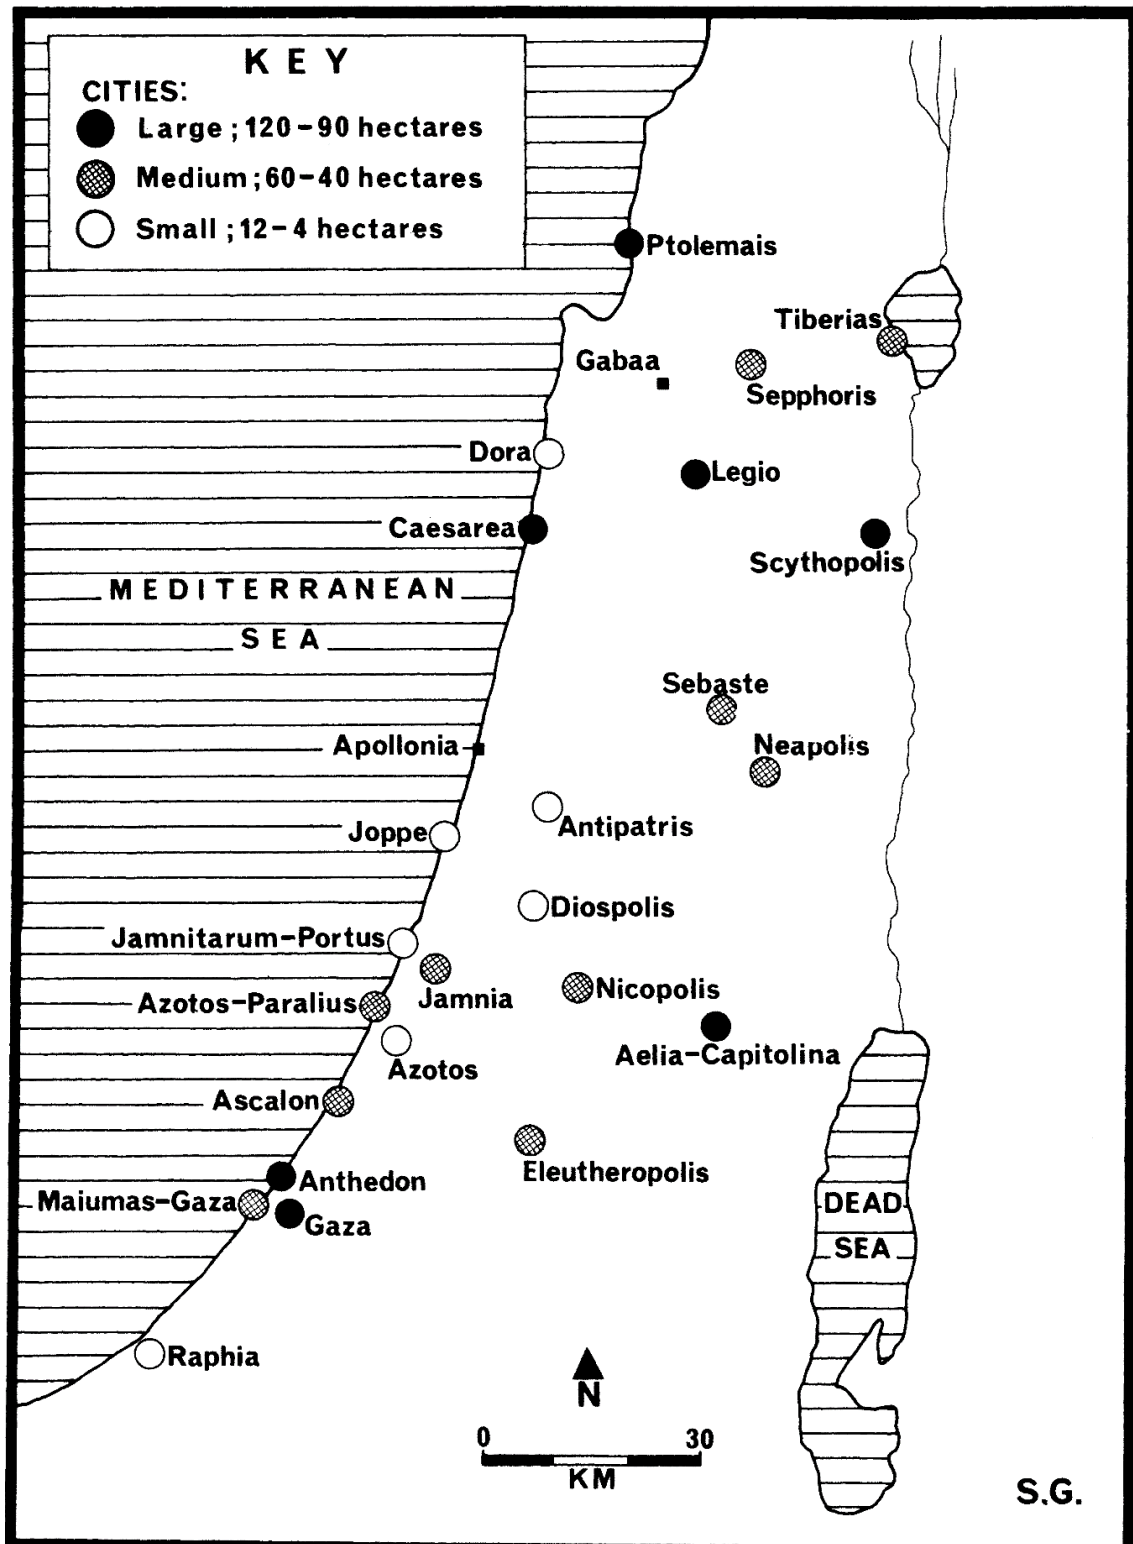 KEY
CITIES:
Large ; 120-90 hectares
Medium ; 60-40 hectares
Small ; 12-4 hectares
Ptolemais
Tiberias
Gabaa
Sepphoris
Dora
Legio
Caesarea
Scythopolis
MEDITERRANEAN
SEA
Sebaste
Apollonia
Neapolis
Antipatris
Joppe
Diospolis
Jamnitarum-Portus
Jamnia
Nicopolis
Azotos-Paralius
Aelia-Capitolina
Azotos
Ascalon
Eleutheropolis
Anthedon
Maiumas-Gaza
Gaza
DEAD
SEA
Raphia
N
0 30
KM
S.G.